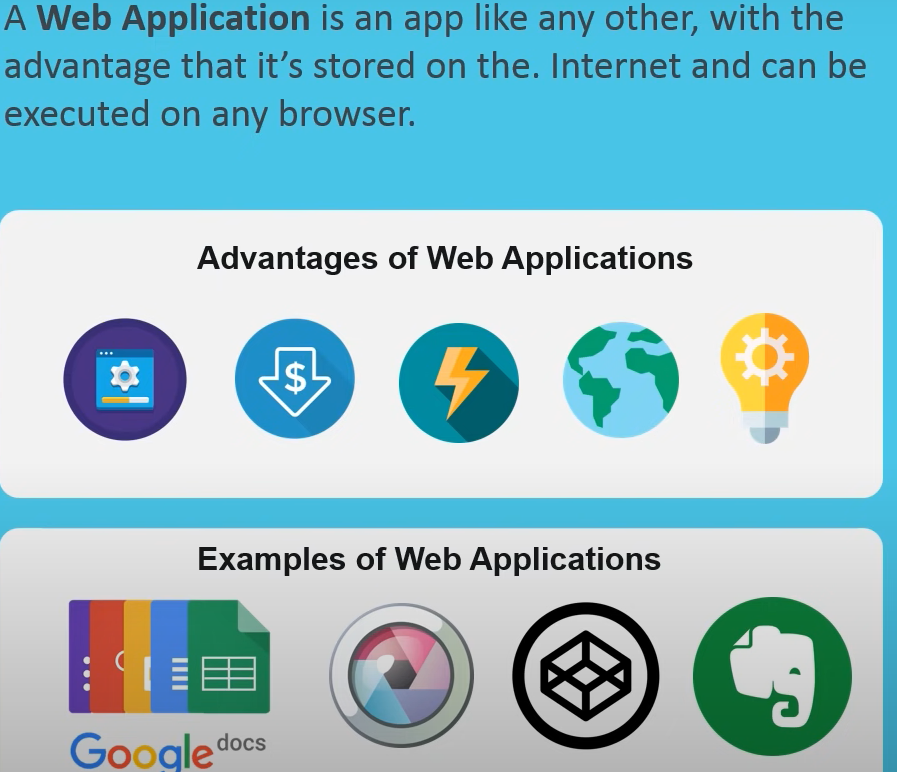 A Web Application is an app like any other, with the
advantage that it’s stored on the. Internet and can be
executed on any browser.
Advantages of Web Applications
$
Examples of Web Applications
Google docs